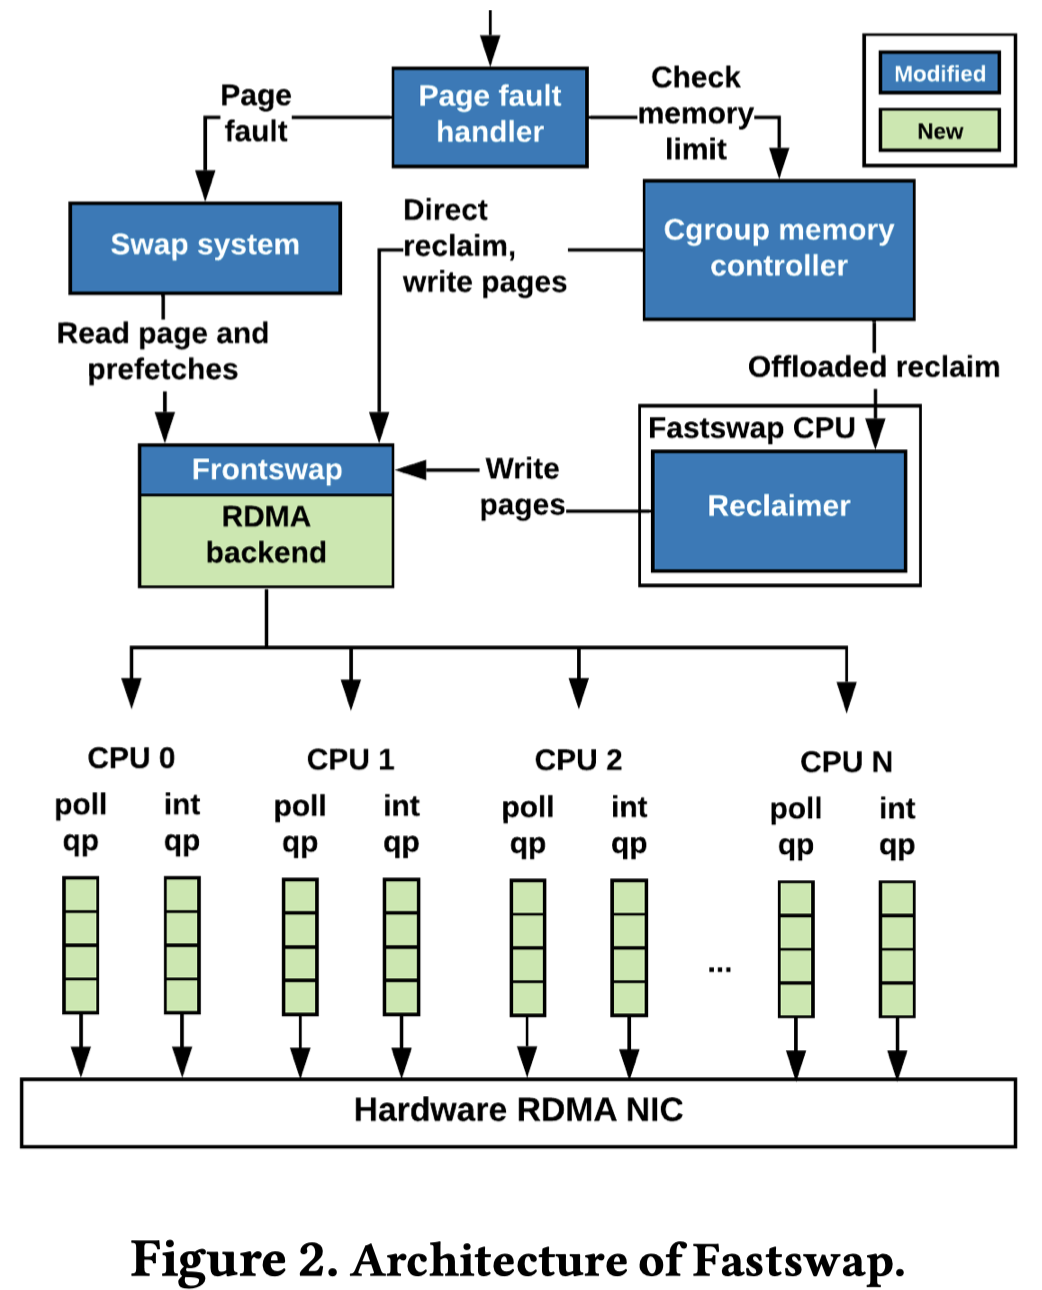 Page fault
handler
Page
fault
Check
memory
limit
Modified
New
Swap system
Direct
reclaim,
write pages
Cgroup memory
controller
Read page and
prefetches
Offloaded reclaim
Fastswap CPU
Reclaimer
Write
pages
Frontswap
RDMA
backend
CPU 0
CPU 1
CPU 2
CPU N
poll
qp
int
qp
poll
qp
int
qp
poll
qp
int
qp
...
poll
qp
int
qp
Hardware RDMA NIC
Figure 2. Architecture of Fastswap.